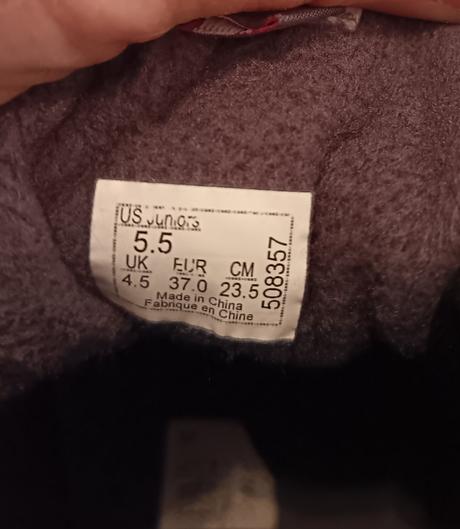 US Juniors
5.5
UK EUR CM
4.5 37.0 23.5
Made in China
Fabriqué en Chine
508357